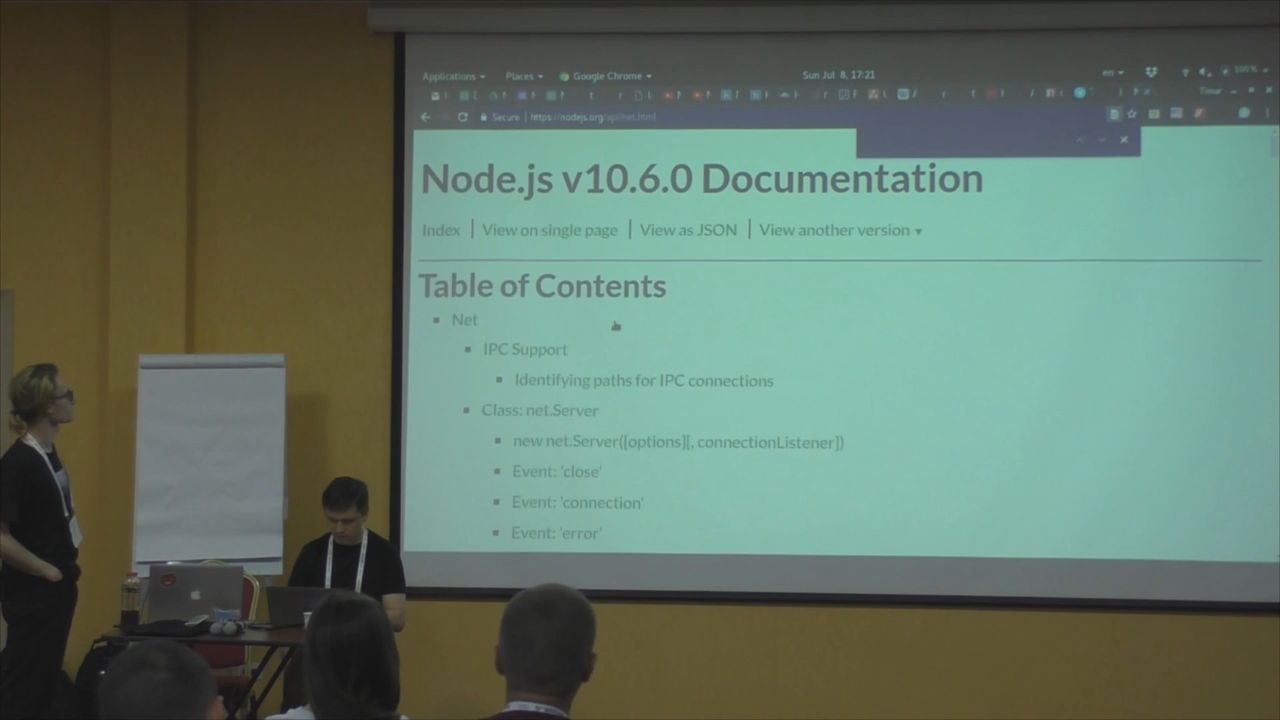 Applications Places Google Chrome Sun Jul 8, 17:21 en 100%
Timur
Secure | https://nodejs.org/api/net.html
Node.js v10.6.0 Documentation
Index | View on single page | View as JSON | View another version ▼
Table of Contents
Net
IPC Support
Identifying paths for IPC connections
Class: net.Server
new net.Server([options][, connectionListener])
Event: 'close'
Event: 'connection'
Event: 'error'